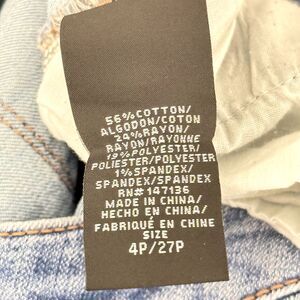 56%COTTON/
ALGODON/COTON
24%RAYON/
RAYON/RAYONNE
19%POLYESTER/
POLIESTER/POLYESTER
1%SPANDEX/
SPANDEX/SPANDEX
RN# 147136
MADE IN CHINA/
HECHO EN CHINA/
FABRIQUÉ EN CHINE
SIZE
4P/27P